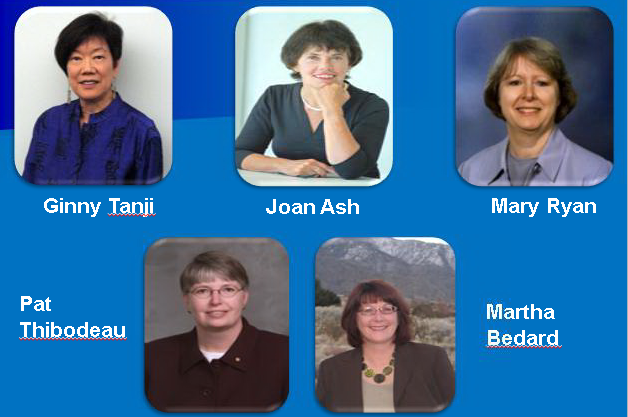 Ginny Tanji
Joan Ash
Mary Ryan
Pat
Thibodeau
Martha
Bedard